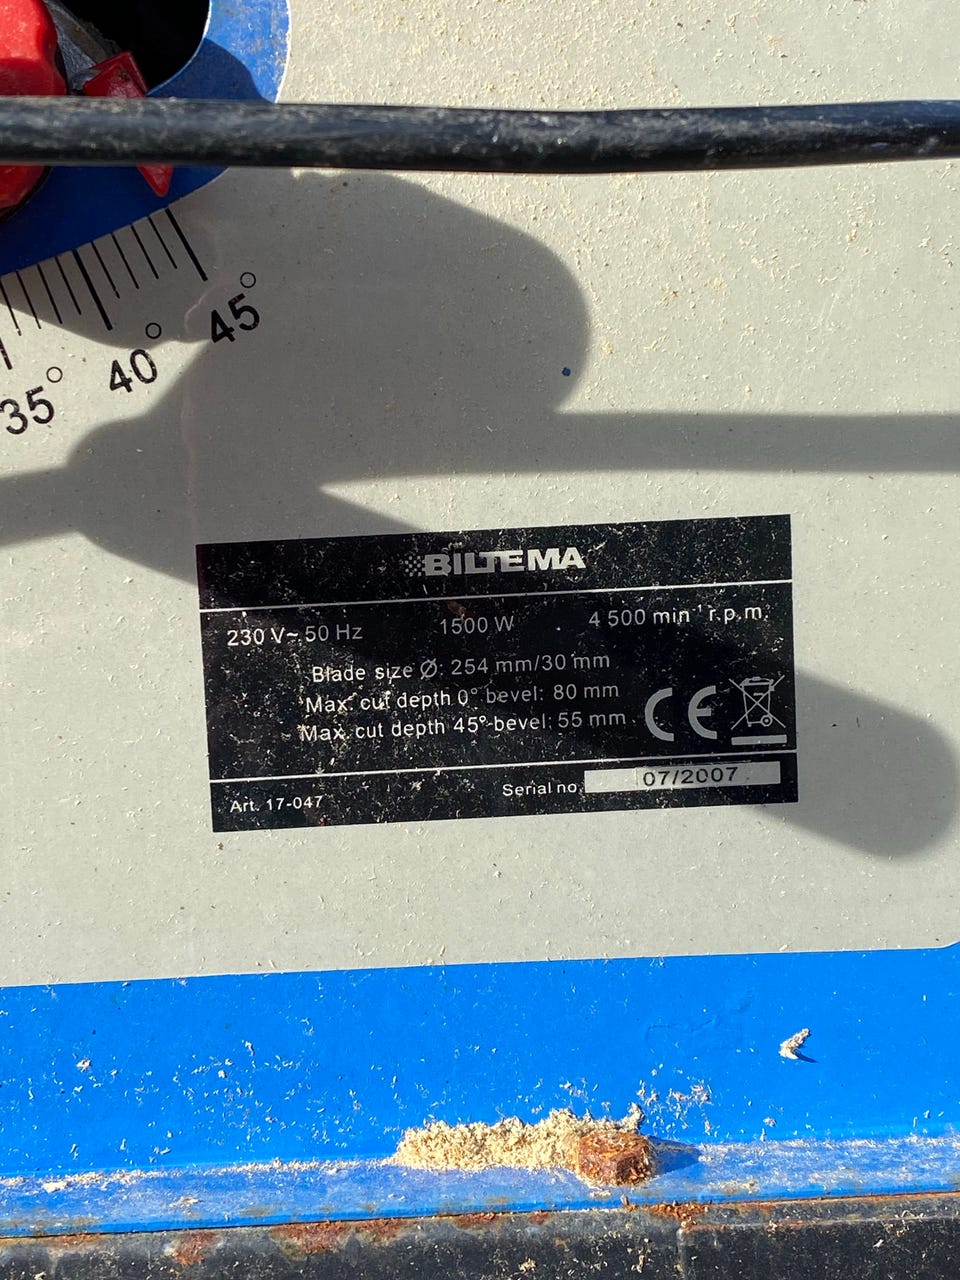 35°
40°
45°
BILTEMA
230 V~ 50 Hz 1500 W 4 500 min⁻¹ r.p.m.
Blade size Ø: 254 mm/30 mm
Max. cut depth 0° bevel: 80 mm
Max. cut depth 45° bevel: 55 mm
CE
Art. 17-047 Serial no. 07/2007